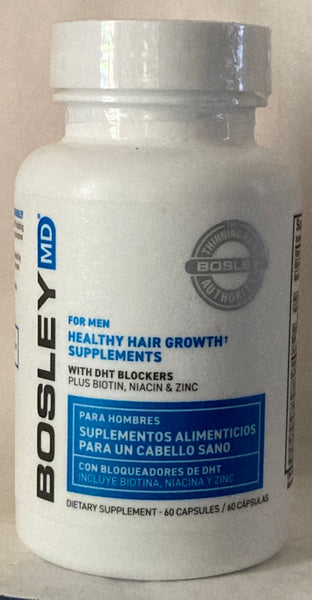 BOSLEY MD®
THE
THINNING HAIR
BOSLEY
AUTHORITY
FOR MEN
HEALTHY HAIR GROWTH†
SUPPLEMENTS
WITH DHT BLOCKERS
PLUS BIOTIN, NIACIN & ZINC
PARA HOMBRES
SUPLEMENTOS ALIMENTICIOS
PARA UN CABELLO SANO
CON BLOQUEADORES DE DHT
INCLUYE BIOTINA, NIACINA Y ZINC
DIETARY SUPPLEMENT - 60 CAPSULES / 60 CÁPSULAS